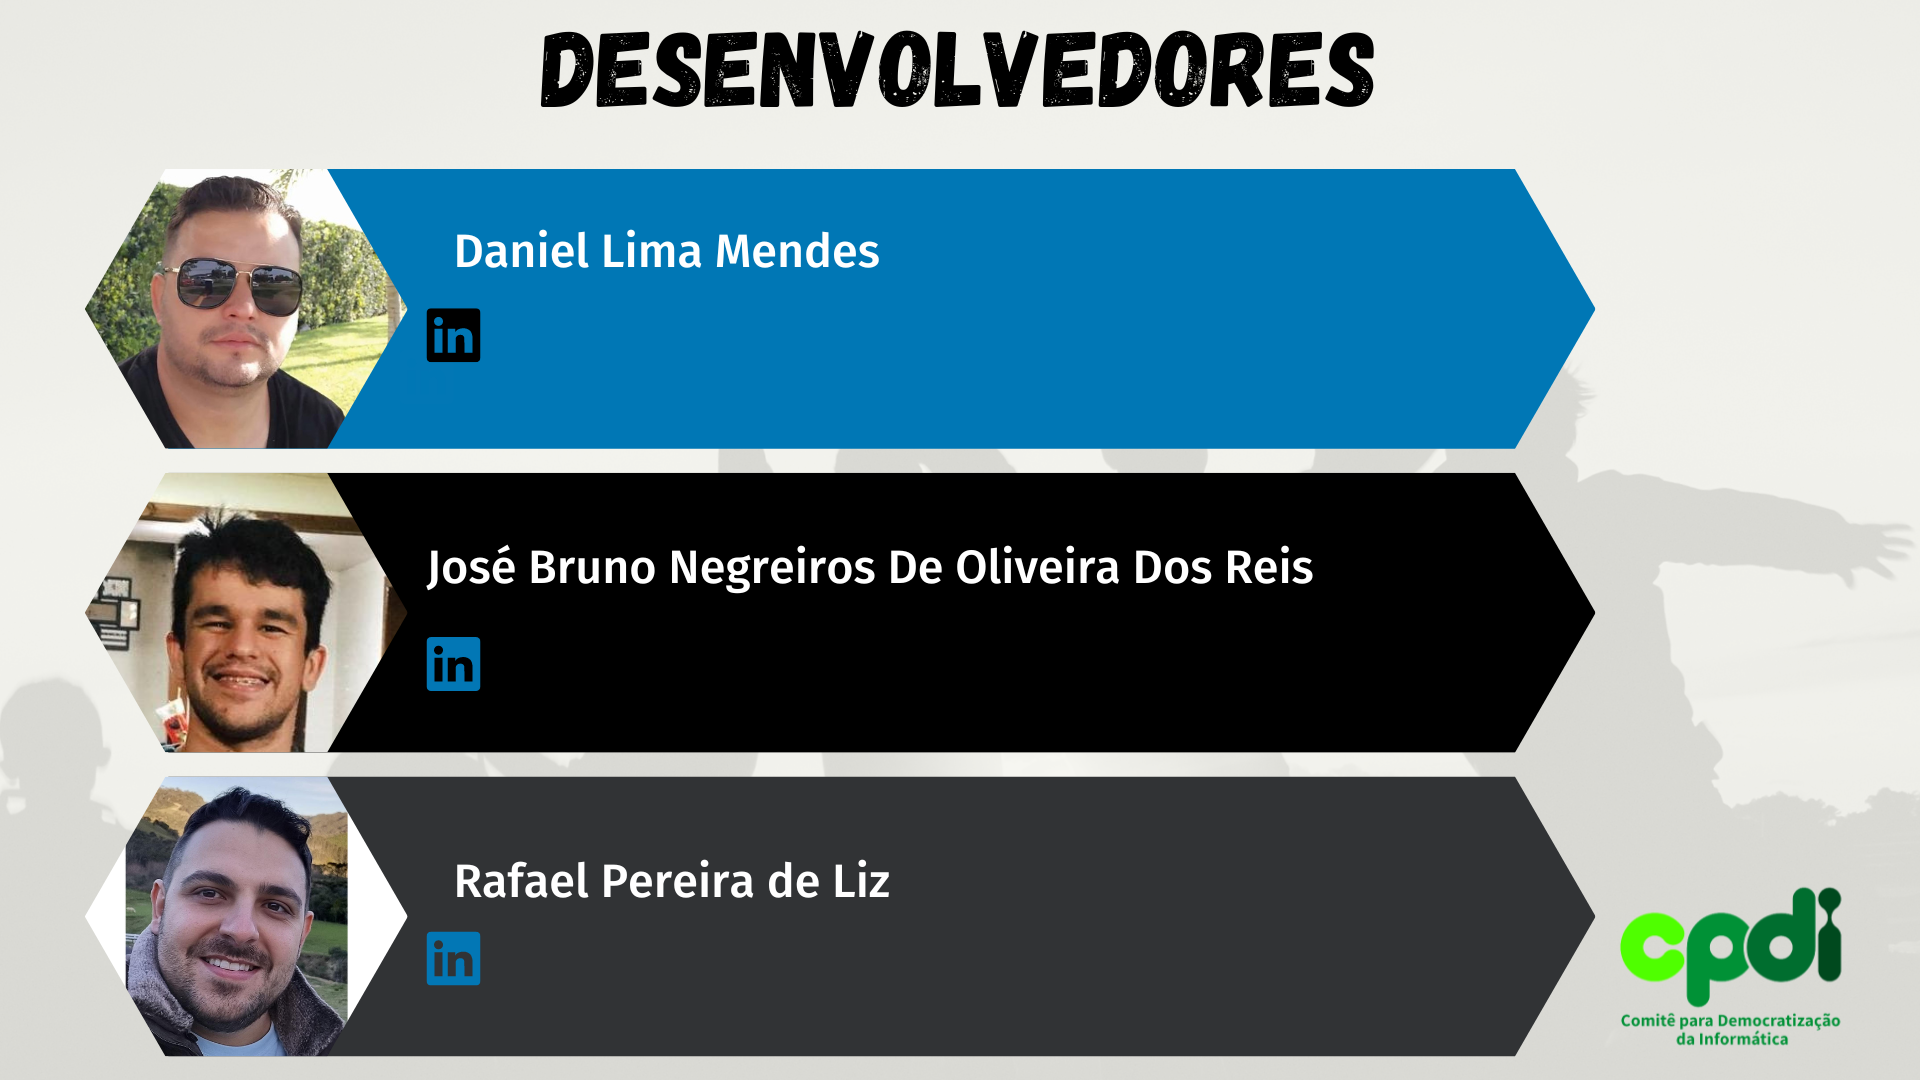 DESENVOLVEDORES
Daniel Lima Mendes
in
José Bruno Negreiros De Oliveira Dos Reis
in
Rafael Pereira de Liz
in
cpdi
Comitê para Democratização
da Informática